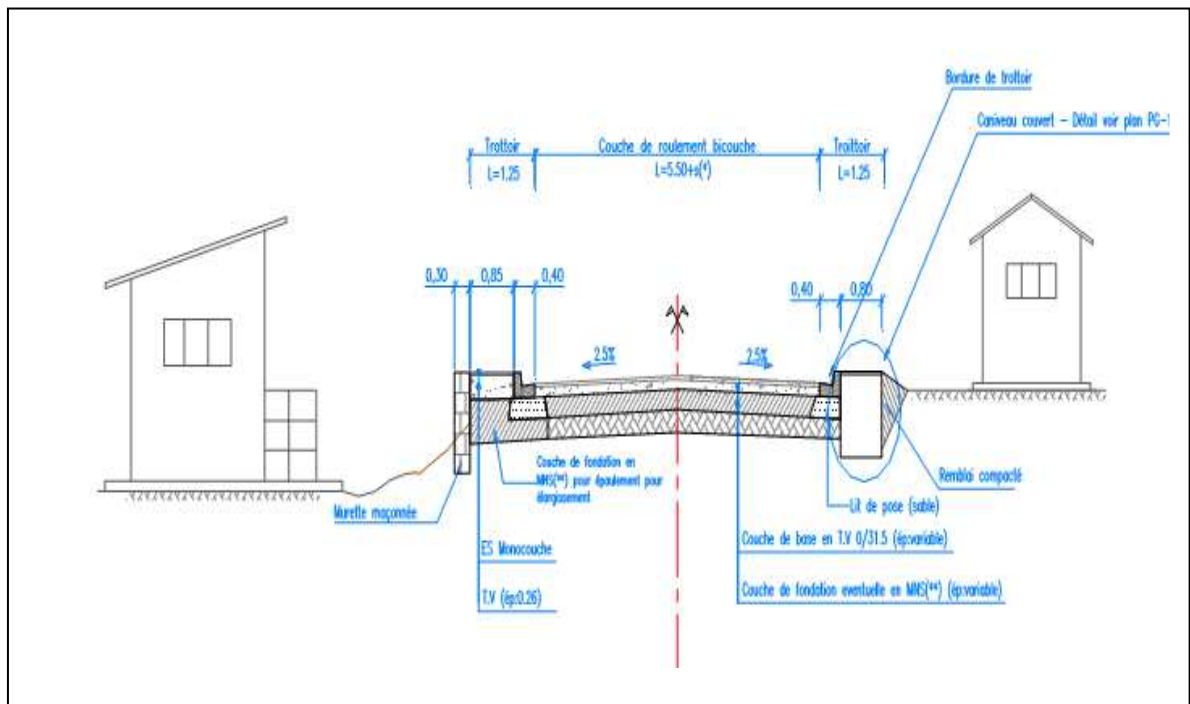 Bordure de trottoir
Caniveau couvert – Détail voir plan PG-1
Trottoir
L=1.25
Couche de roulement bicouche
L=5.50+s(*)
Trottoir
L=1.25
0,30
0,85
0,40
0,40
0,80
2.5%
2.5%
Couche de fondation en
MNS(**) pour épaulement pour
élargissement
Murette maçonnée
ES Monocouche
T.V (ép:0.26)
Remblai compacté
Lit de pose (sable)
Couche de base en T.V 0/31.5 (ép:variable)
Couche de fondation eventuelle en MNS(**) (ép:variable)